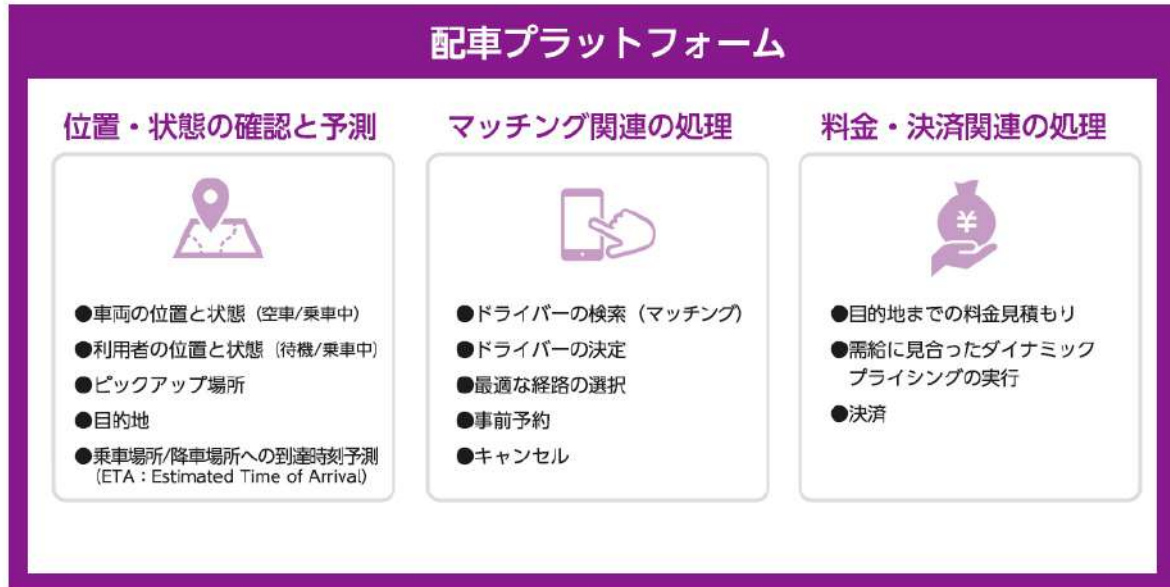 配車プラットフォーム
位置・状態の確認と予測
●車両の位置と状態（空車/乗車中）
●利用者の位置と状態（待機/乗車中）
●ピックアップ場所
●目的地
●乗車場所/降車場所への到達時刻予測
（ETA：Estimated Time of Arrival）
マッチング関連の処理
●ドライバーの検索（マッチング）
●ドライバーの決定
●最適な経路の選択
●事前予約
●キャンセル
料金・決済関連の処理
¥
●目的地までの料金見積もり
●需給に見合ったダイナミック
プライシングの実行
●決済